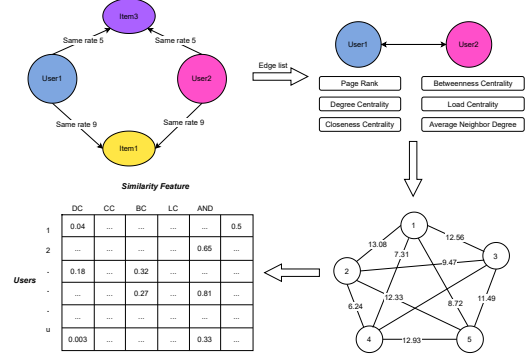 Item3
Same rate 5 Same rate 5
User1 User2
Same rate 9 Same rate 9
Item1
Edge list
User1 User2
Page Rank Betweenness Centrality
Degree Centrality Load Centrality
Closeness Centrality Average Neighbor Degree
Similarity Feature
DC CC BC LC AND
1 0.04 ... ... ... ... 0.5
2 ... ... ... ... 0.65 ...
- 0.18 ... 0.32 ... ... ...
Users
- ... ... 0.27 ... 0.81 ...
- ... ... ... ... ... ...
u 0.003 ... ... ... 0.33 ...
1
13.08 12.56
7.31
9.47 3
2
6.24 12.33 8.72 11.49
4 12.93 5